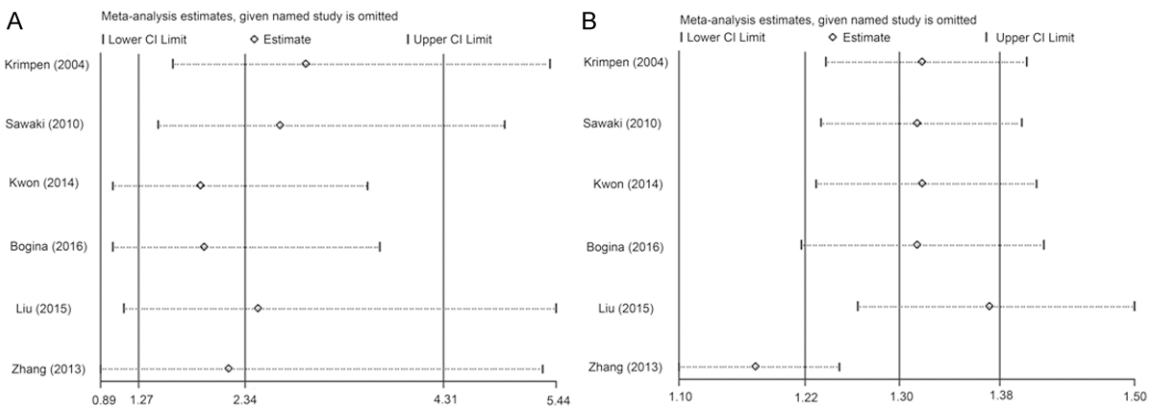 A
Meta-analysis estimates, given named study is omitted
Lower CI Limit Estimate Upper CI Limit
Krimpen (2004)
Sawaki (2010)
Kwon (2014)
Bogina (2016)
Liu (2015)
Zhang (2013)
0.89 1.27 2.34 4.31 5.44
B
Meta-analysis estimates, given named study is omitted
Lower CI Limit Estimate Upper CI Limit
Krimpen (2004)
Sawaki (2010)
Kwon (2014)
Bogina (2016)
Liu (2015)
Zhang (2013)
1.10 1.22 1.30 1.38 1.50